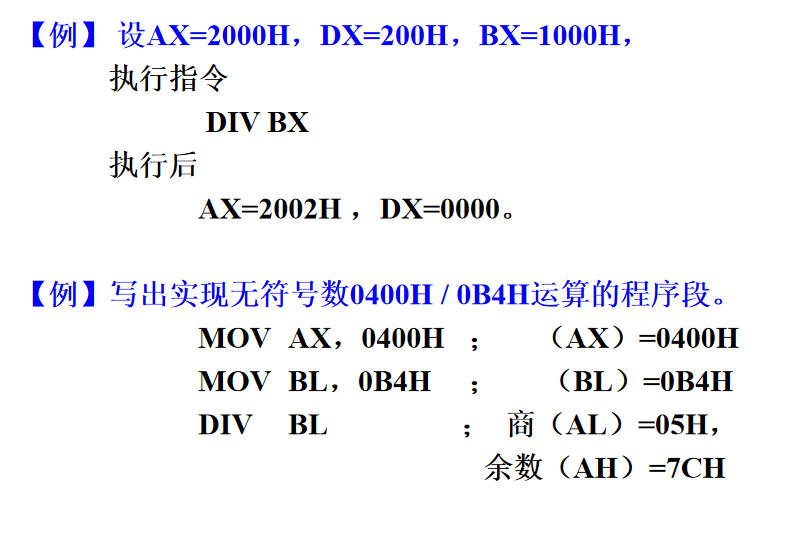 【例】 设AX=2000H，DX=200H，BX=1000H，
执行指令
DIV BX
执行后
AX=2002H ，DX=0000。
【例】写出实现无符号数0400H / 0B4H运算的程序段。
MOV AX，0400H ； （AX）=0400H
MOV BL，0B4H ； （BL）=0B4H
DIV BL ； 商（AL）=05H，
余数（AH）=7CH